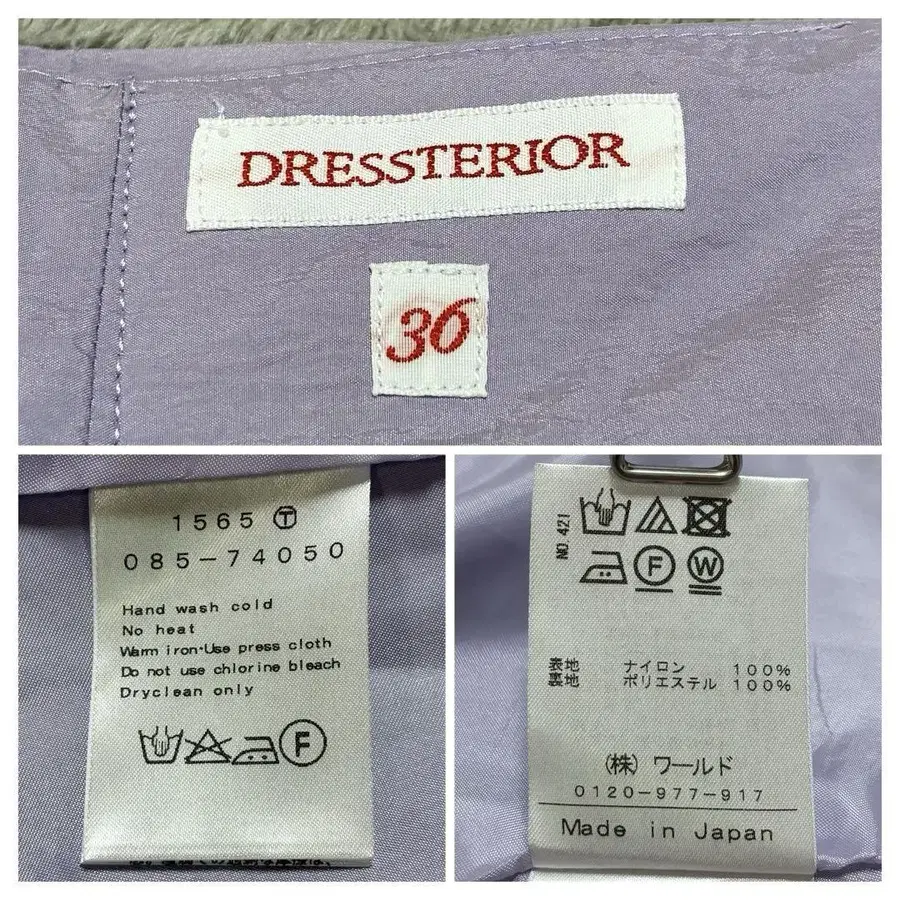 DRESSTERIOR
36
1565 Ⓣ
085-74050
Hand wash cold
No heat
Warm iron·Use press cloth
Do not use chlorine bleach
Dryclean only
F
NO.421
F W
表地 ナイロン 100%
裏地 ポリエステル 100%
(株) ワールド
0120-977-917
Made in Japan